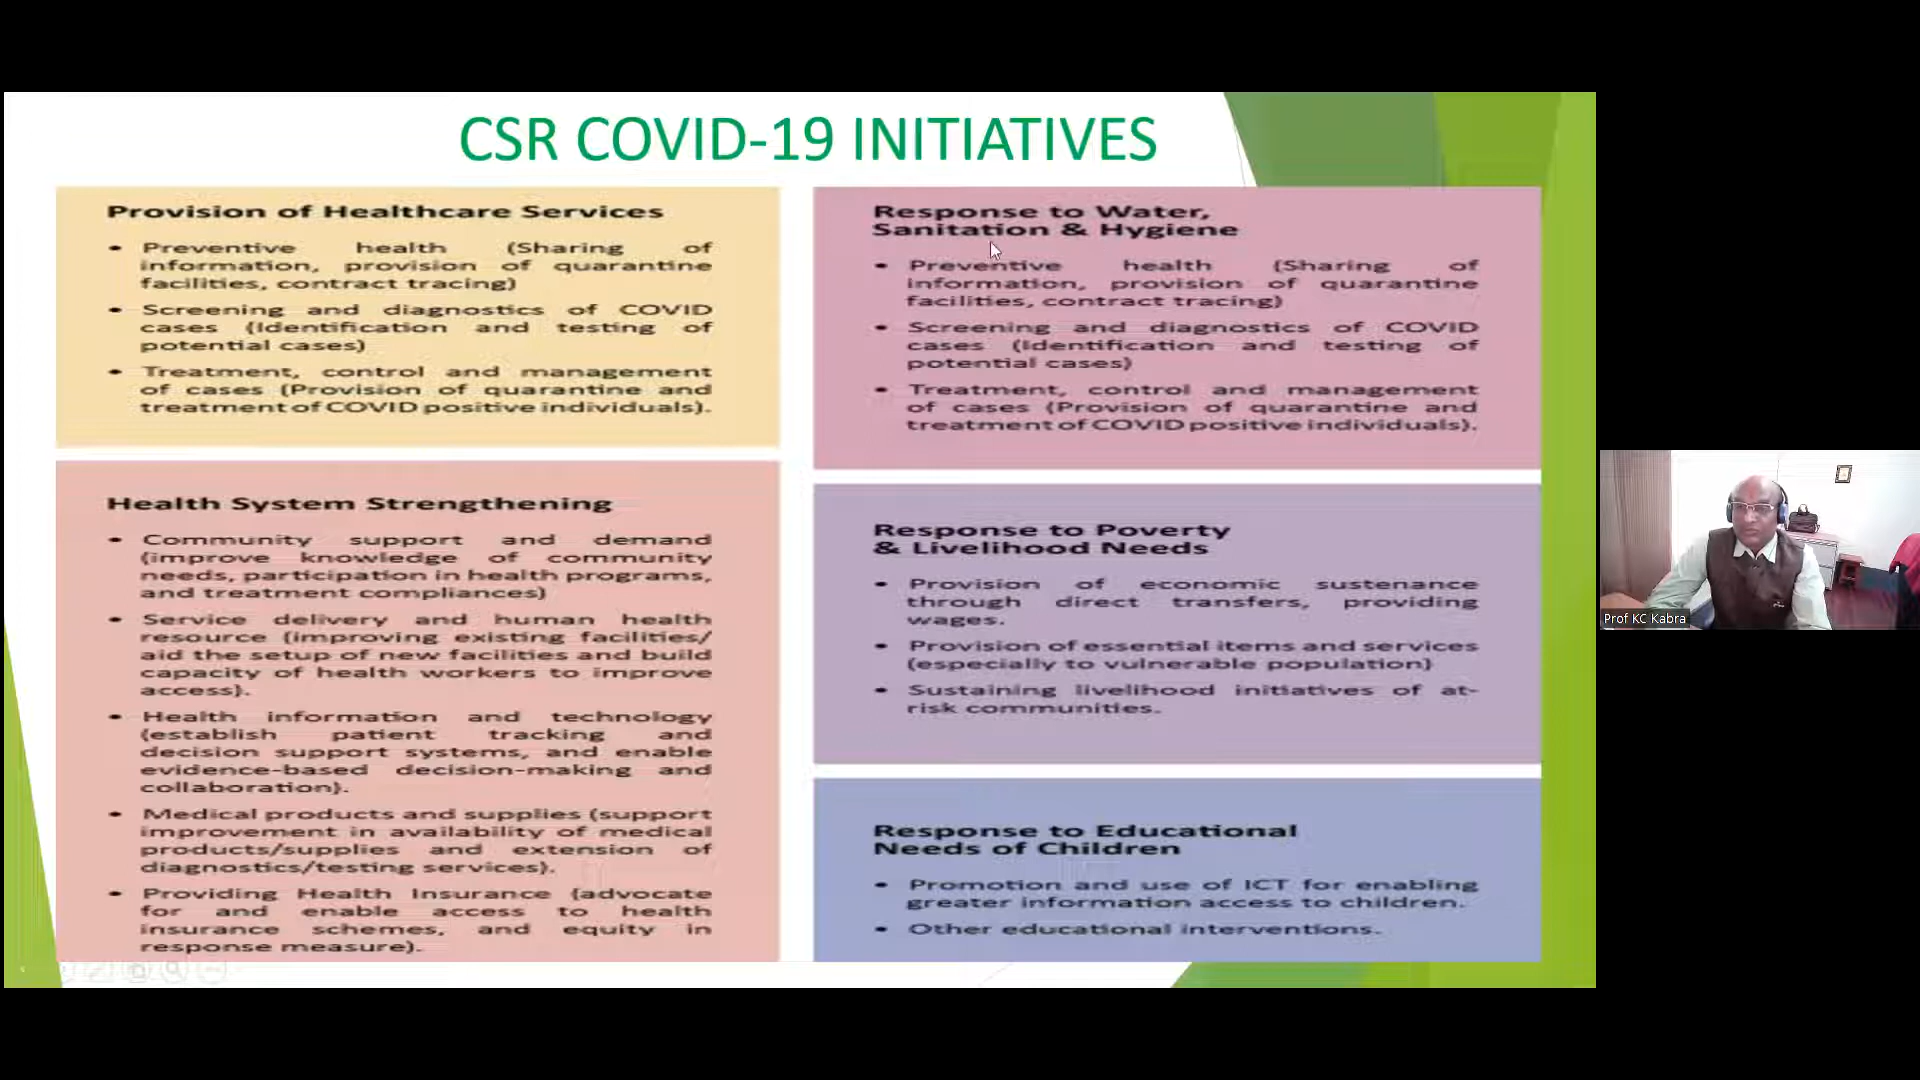 CSR COVID-19 INITIATIVES
Provision of Healthcare Services
• Preventive health (Sharing of
information, provision of quarantine
facilities, contract tracing)
• Screening and diagnostics of COVID
cases (Identification and testing of
potential cases)
• Treatment, control and management
of cases (Provision of quarantine and
treatment of COVID positive individuals).
Health System Strengthening
• Community support and demand
(improve knowledge of community
needs, participation in health programs,
and treatment compliances)
• Service delivery and human health
resource (improving existing facilities/
aid the setup of new facilities and build
capacity of health workers to improve
access).
• Health information and technology
(establish patient tracking and
decision support systems, and enable
evidence-based decision-making and
collaboration).
• Medical products and supplies (support
improvement in availability of medical
products/supplies and extension of
diagnostics/testing services).
• Providing Health Insurance (advocate
for and enable access to health
insurance schemes, and equity in
response measure).
Response to Water,
Sanitation & Hygiene
• Preventive health (Sharing of
information, provision of quarantine
facilities, contract tracing)
• Screening and diagnostics of COVID
cases (Identification and testing of
potential cases)
• Treatment, control and management
of cases (Provision of quarantine and
treatment of COVID positive individuals).
Response to Poverty
& Livelihood Needs
• Provision of economic sustenance
through direct transfers, providing
wages.
• Provision of essential items and services
(especially to vulnerable population)
• Sustaining livelihood initiatives of at-
risk communities.
Response to Educational
Needs of Children
• Promotion and use of ICT for enabling
greater information access to children.
• Other educational interventions.
Prof KC Kabra